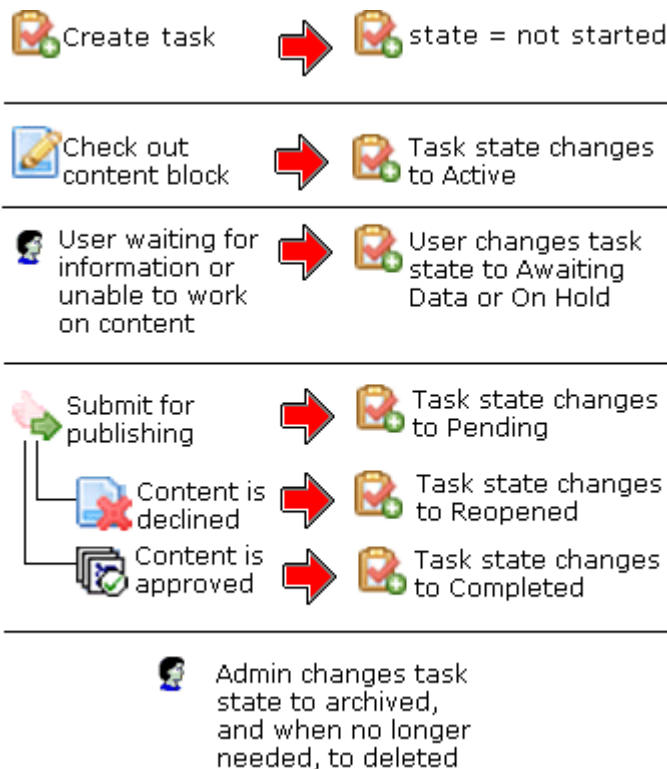 Create task
state = not started
Check out
content block
Task state changes
to Active
User waiting for
information or
unable to work
on content
User changes task
state to Awaiting
Data or On Hold
Submit for
publishing
Task state changes
to Pending
Content is
declined
Task state changes
to Reopened
Content is
approved
Task state changes
to Completed
Admin changes task
state to archived,
and when no longer
needed, to deleted